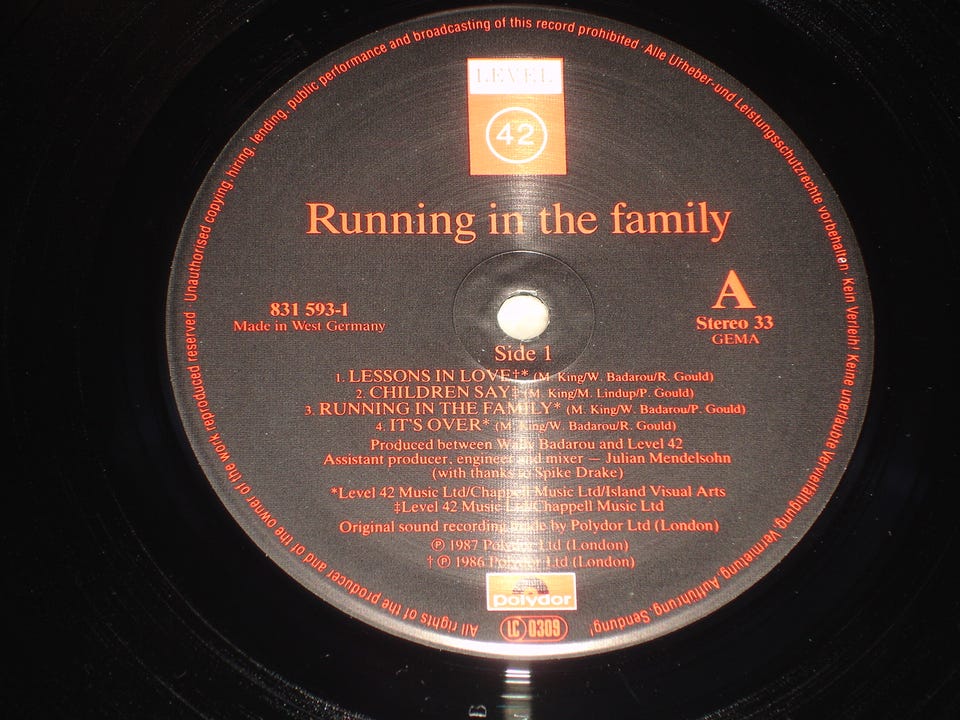 All rights of the producer and of the owner of the work reproduced reserved · Unauthorised copying, hiring, lending, public performance and broadcasting of this record prohibited · Alle Urheber-und Leistungsschutzrechte vorbehalten · Kein Verleih! Keine unerlaubte Vervielfältigung, Vermietung, Aufführung, Sendung!
LEVEL
42
Running in the family
831 593-1
Made in West Germany
A
Stereo 33
GEMA
Side 1
1. LESSONS IN LOVE†* (M. King/W. Badarou/R. Gould)
2. CHILDREN SAY‡ (M. King/M. Lindup/P. Gould)
3. RUNNING IN THE FAMILY* (M. King/W. Badarou/P. Gould)
4. IT'S OVER* (M. King/W. Badarou/R. Gould)
Produced between Wally Badarou and Level 42
Assistant producer, engineer and mixer — Julian Mendelsohn
(with thanks to Spike Drake)
*Level 42 Music Ltd/Chappell Music Ltd/Island Visual Arts
‡Level 42 Music Ltd/Chappell Music Ltd
Original sound recording made by Polydor Ltd (London)
℗ 1987 Polydor Ltd (London)
† ℗ 1986 Polydor Ltd (London)
polydor
LC 0309